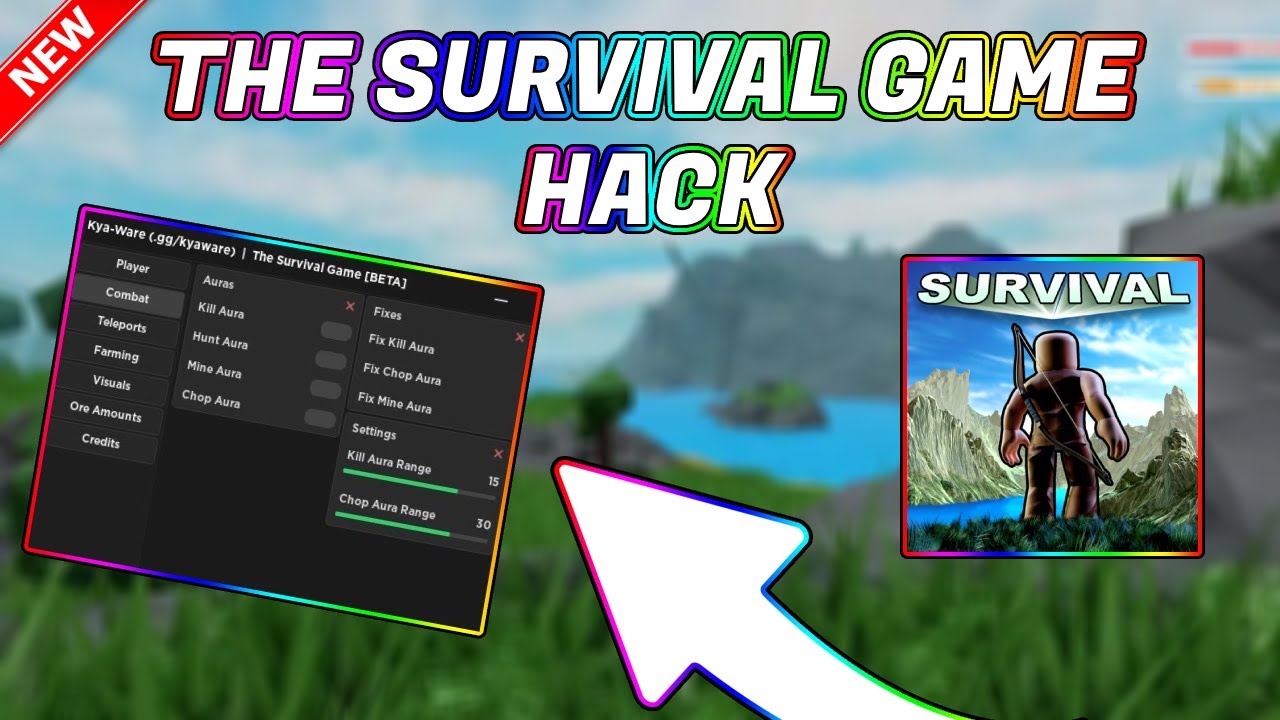 NEW
THE SURVIVAL GAME
HACK
Kya-Ware (.gg/kyaware) | The Survival Game [BETA]
Player
Combat
Teleports
Farming
Visuals
Ore Amounts
Credits
Auras
Kill Aura
Hunt Aura
Mine Aura
Chop Aura
Fixes
Fix Kill Aura
Fix Chop Aura
Fix Mine Aura
Settings
Kill Aura Range 15
Chop Aura Range 30
SURVIVAL